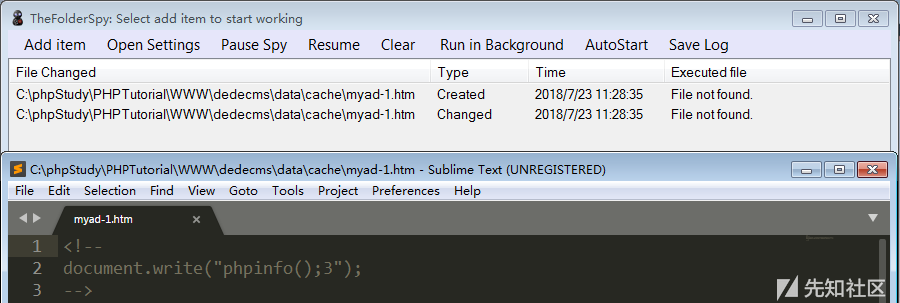 TheFolderSpy: Select add item to start working
Add item Open Settings Pause Spy Resume Clear Run in Background AutoStart Save Log
File Changed Type Time Executed file
C:\phpStudy\PHPTutorial\WWW\dedecms\data\cache\myad-1.htm Created 2018/7/23 11:28:35 File not found.
C:\phpStudy\PHPTutorial\WWW\dedecms\data\cache\myad-1.htm Changed 2018/7/23 11:28:35 File not found.
C:\phpStudy\PHPTutorial\WWW\dedecms\data\cache\myad-1.htm - Sublime Text (UNREGISTERED)
File Edit Selection Find View Goto Tools Project Preferences Help
myad-1.htm ×
1 <!--
2 document.write("phpinfo();3");
3 -->
先知社区